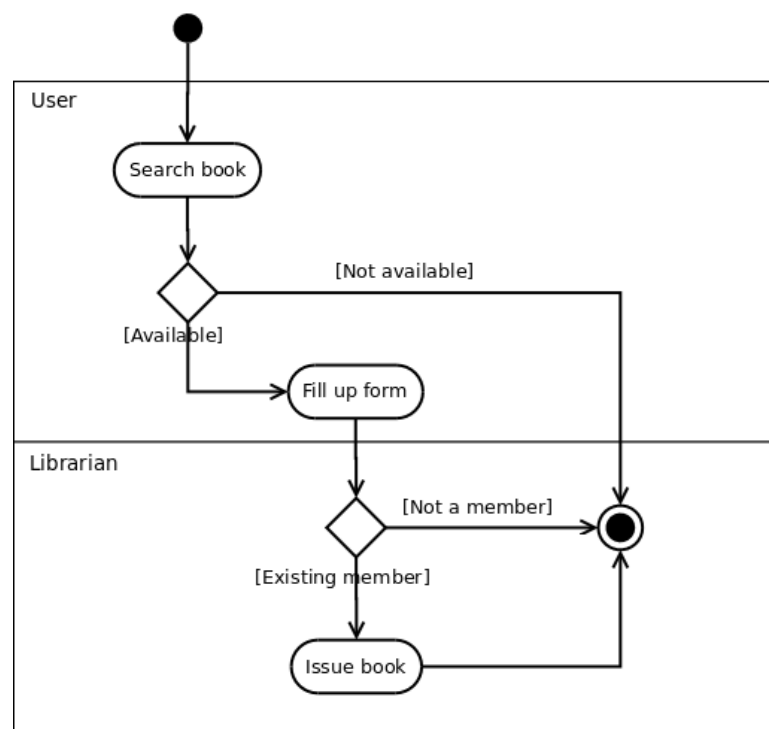 User
Search book
[Not available]
[Available]
Fill up form
Librarian
[Not a member]
[Existing member]
Issue book